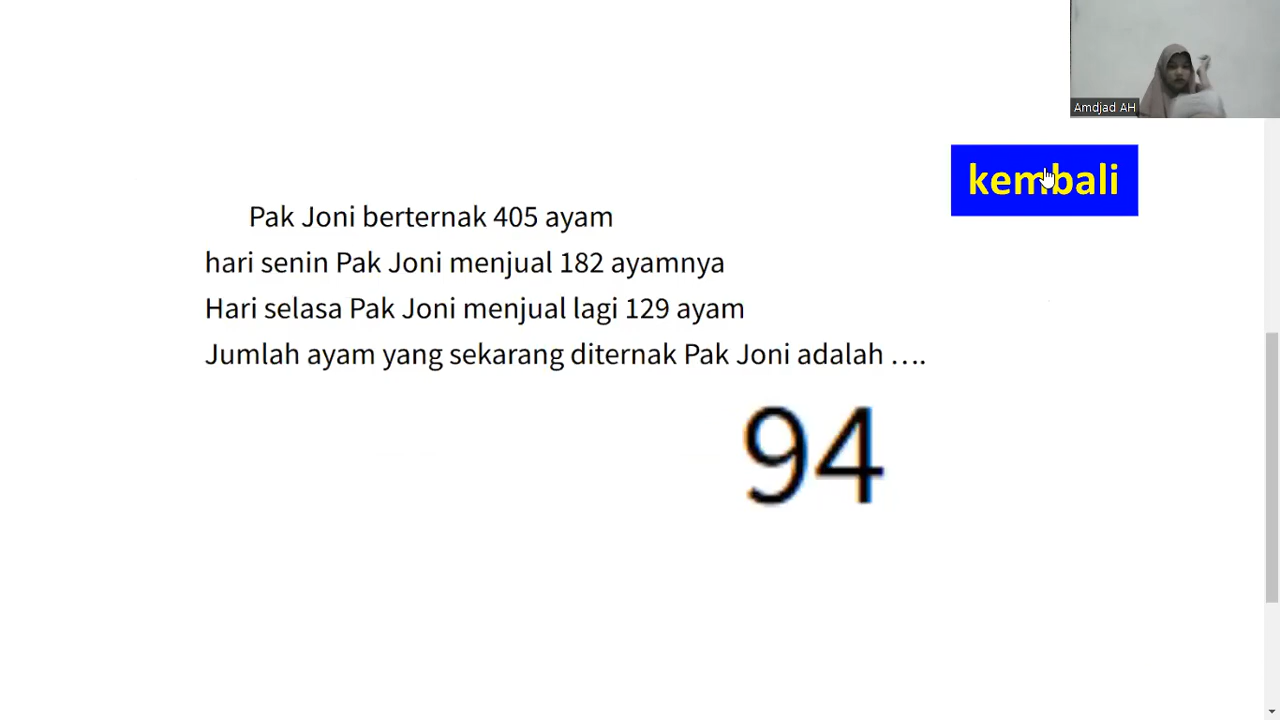 Amdjad AH
kembali
Pak Joni berternak 405 ayam
hari senin Pak Joni menjual 182 ayamnya
Hari selasa Pak Joni menjual lagi 129 ayam
Jumlah ayam yang sekarang diternak Pak Joni adalah ....
94